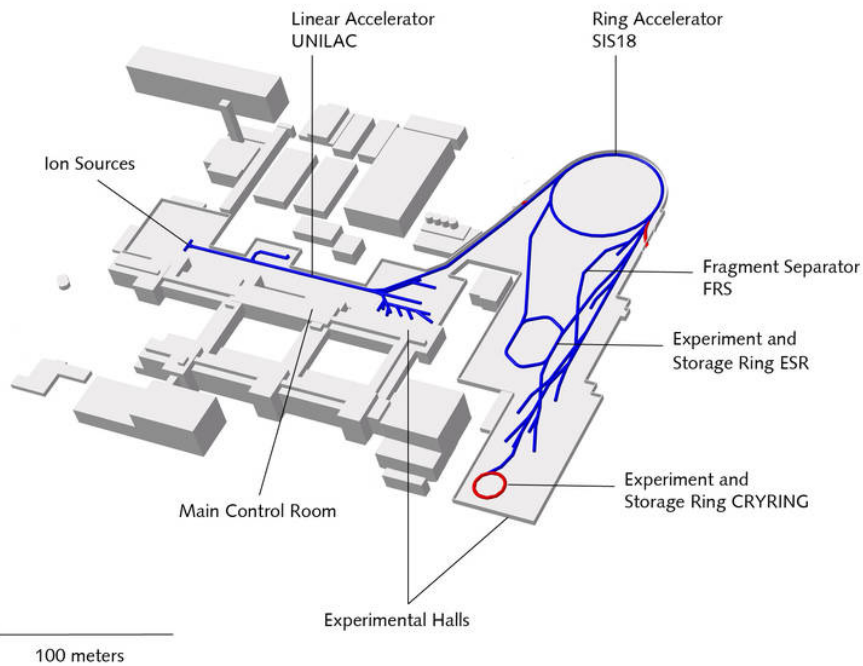 Linear Accelerator
UNILAC
Ring Accelerator
SIS18
Ion Sources
Fragment Separator
FRS
Experiment and
Storage Ring ESR
Experiment and
Storage Ring CRYRING
Main Control Room
Experimental Halls
100 meters